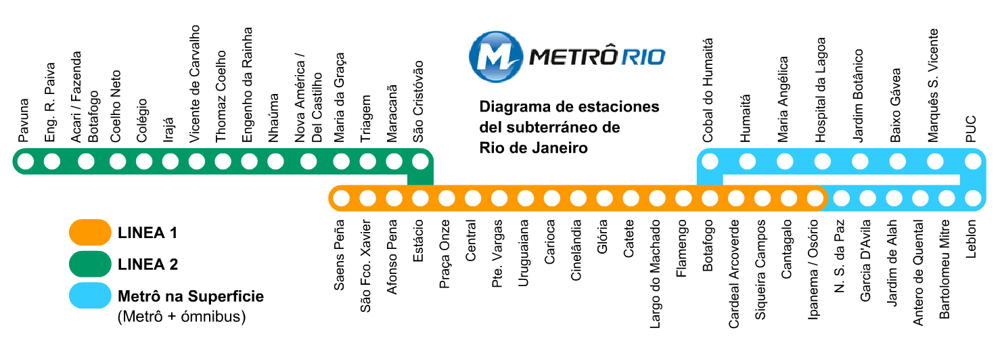 Pavuna
Eng. R. Paiva
Acari / Fazenda
Botafogo
Coelho Neto
Colégio
Irajá
Vicente de Carvalho
Thomaz Coelho
Engenho da Rainha
Nhaúma
Nova América /
Del Castilho
Maria da Graça
Triagem
Maracanã
São Cristóvão
M METRÔ RIO
Diagrama de estaciones
del subterráneo de
Rio de Janeiro
Cobal do Humaitá
Humaitá
Maria Angélica
Hospital da Lagoa
Jardim Botânico
Baixo Gávea
Marquês S. Vicente
PUC
Saens Peña
São Fco. Xavier
Afonso Pena
Estácio
Praça Onze
Central
Pte. Vargas
Uruguaiana
Carioca
Cinelândia
Glória
Catete
Largo do Machado
Flamengo
Botafogo
Cardeal Arcoverde
Siqueira Campos
Cantagalo
Ipanema / Osório
N. S. da Paz
Garcia D'Avila
Jardim de Alah
Antero de Quental
Bartolomeu Mitre
Leblon
LINEA 1
LINEA 2
Metrô na Superficie
(Metrô + ómnibus)